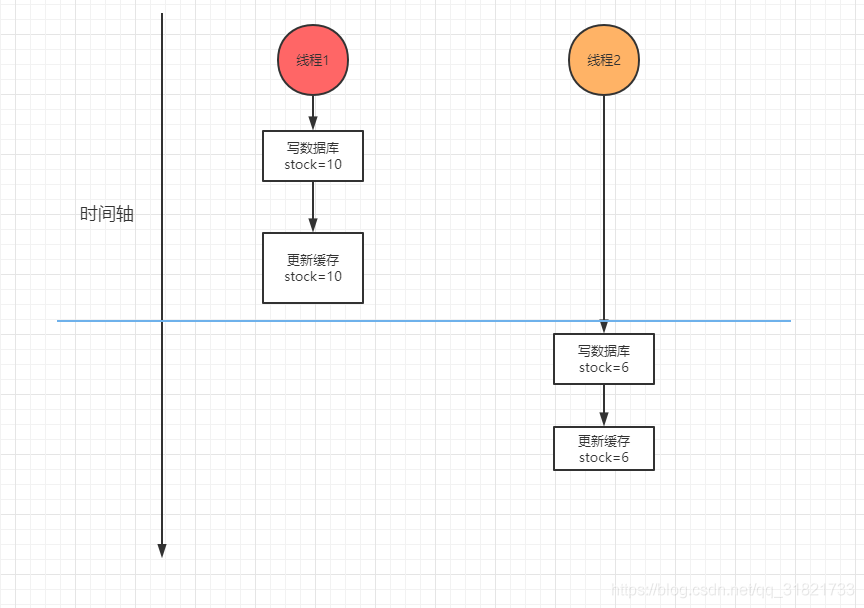 线程1
线程2
写数据库
stock=10
时间轴
更新缓存
stock=10
写数据库
stock=6
更新缓存
stock=6
https://blog.csdn.net/qq_31821733